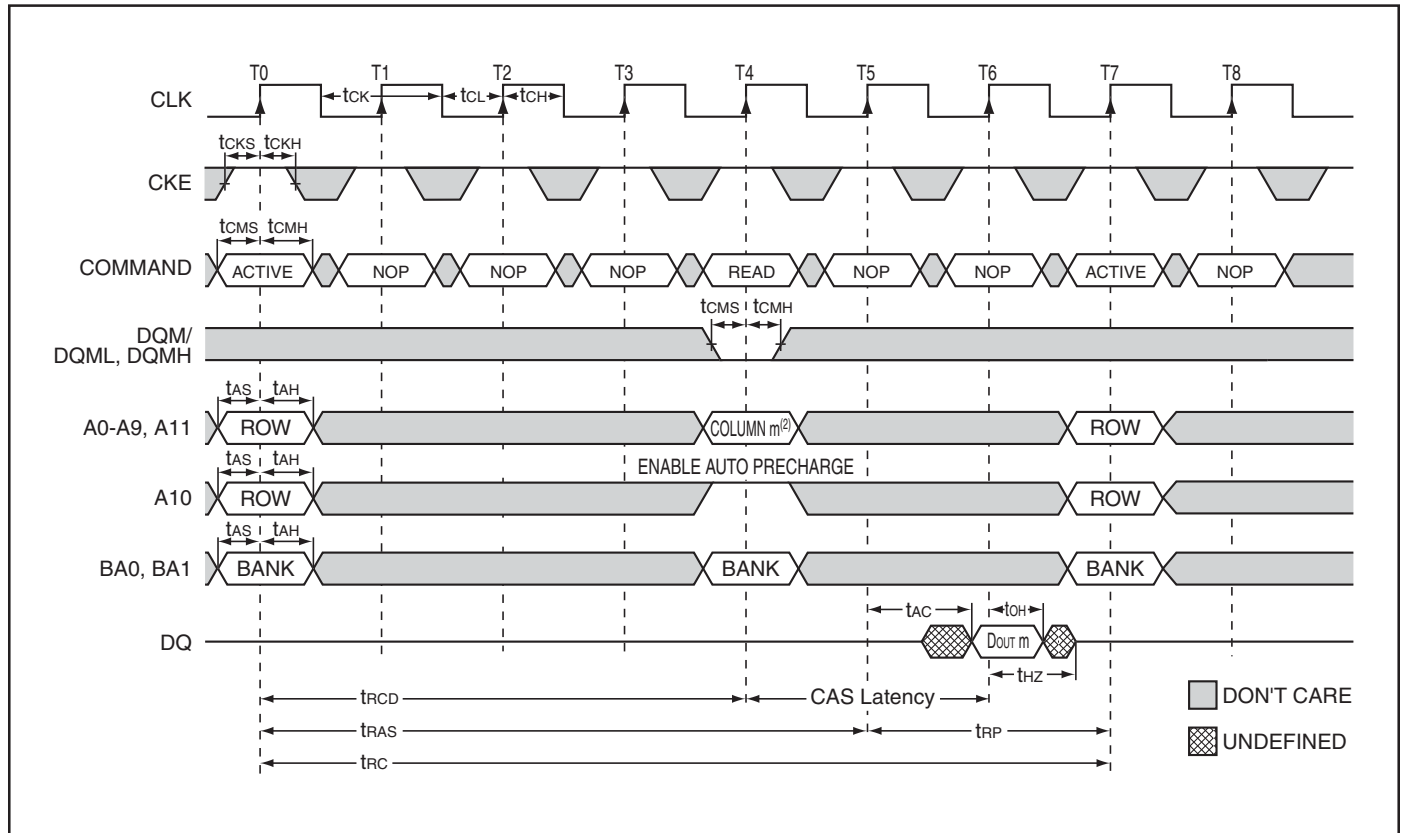 T0 T1 T2 T3 T4 T5 T6 T7 T8
CLK
tCK tCL tCH
tCKS tCKH
CKE
tCMS tCMH
COMMAND ACTIVE NOP NOP NOP READ NOP NOP ACTIVE NOP
tCMS tCMH
DQM/
DQML, DQMH
tAS tAH
A0-A9, A11 ROW COLUMN m(2) ROW
tAS tAH ENABLE AUTO PRECHARGE
A10 ROW ROW
tAS tAH
BA0, BA1 BANK BANK BANK
tAC tOH
DQ DOUT m
tHZ
tRCD CAS Latency
DON'T CARE
tRAS tRP
UNDEFINED
tRC